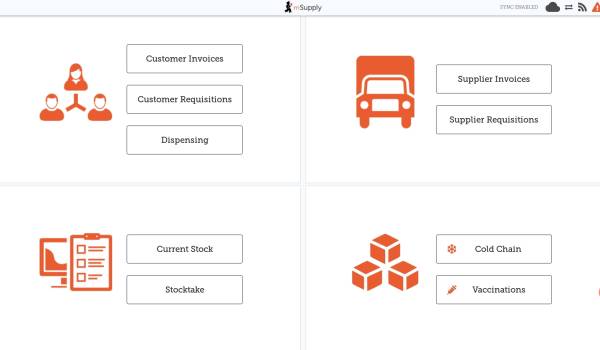 mSupply
SYNC ENABLED
Customer Invoices
Customer Requisitions
Dispensing
Supplier Invoices
Supplier Requisitions
Current Stock
Stocktake
Cold Chain
Vaccinations